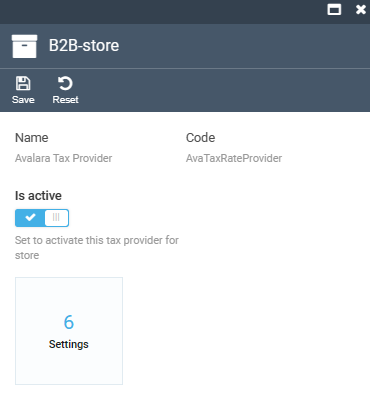 B2B-store
Save Reset
Name Code
Avalara Tax Provider AvaTaxRateProvider
Is active
Set to activate this tax provider for
store
6
Settings